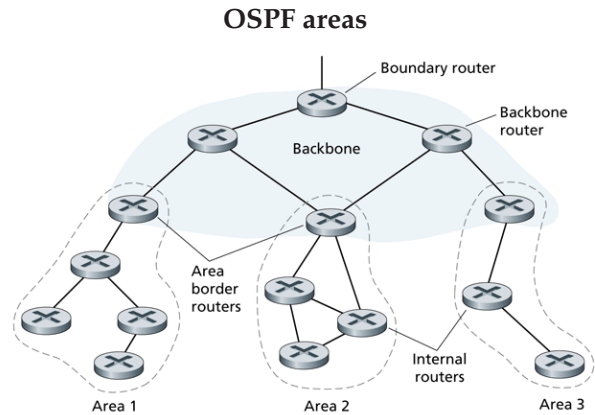 OSPF areas
Boundary router
Backbone
router
Backbone
Area
border
routers
Internal
routers
Area 1
Area 2
Area 3